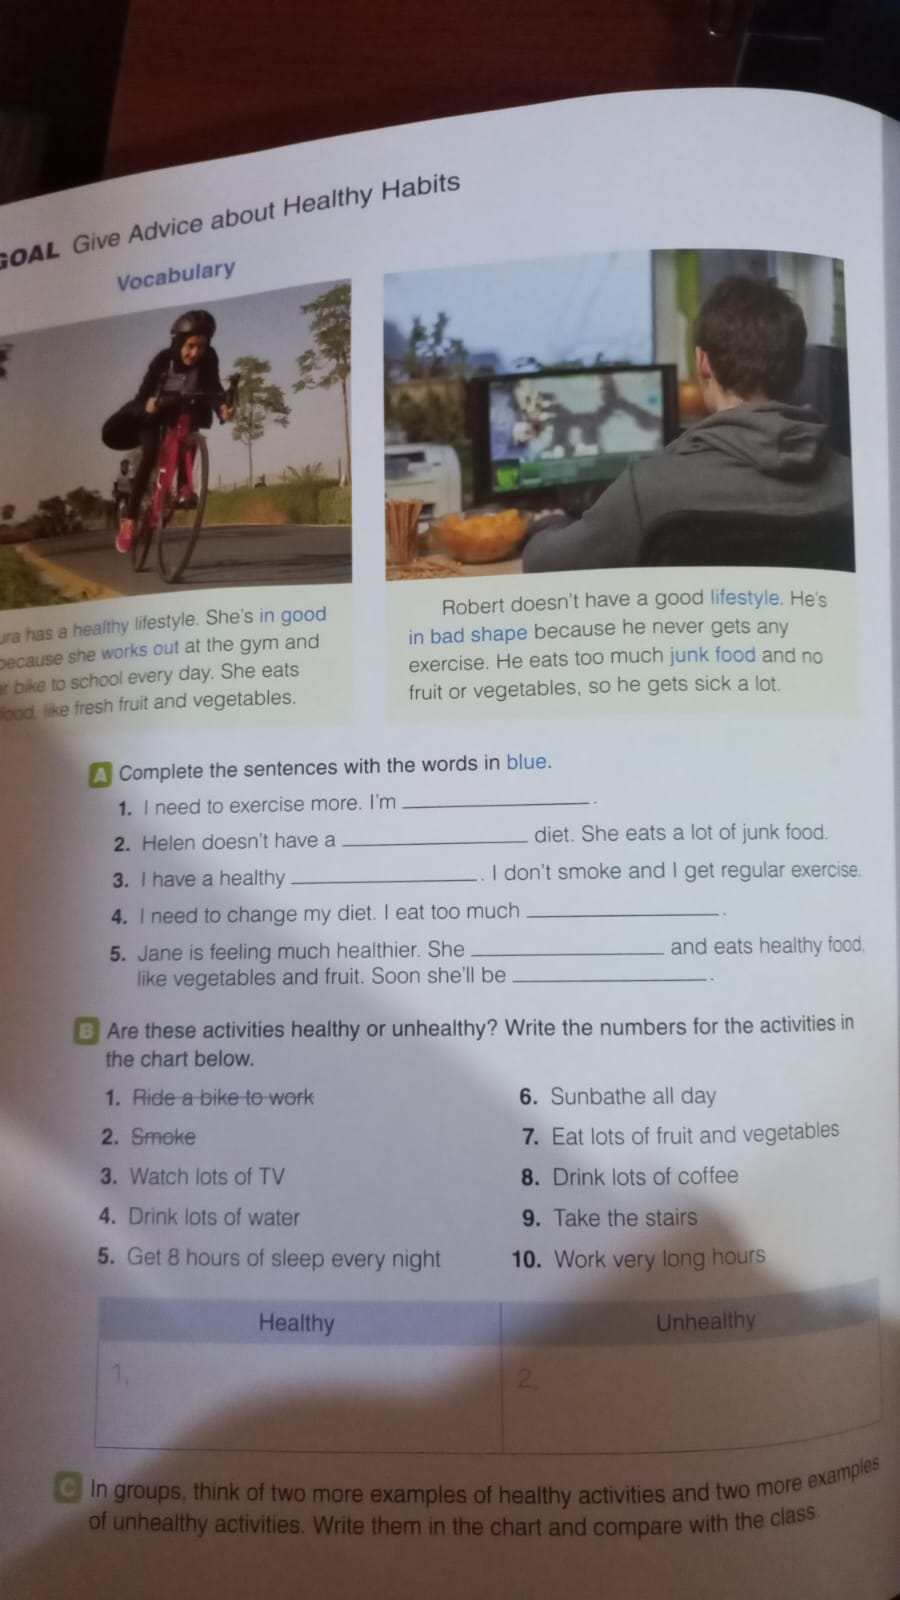 GOAL Give Advice about Healthy Habits
Vocabulary
has a healthy lifestyle. She's in good
because she works out at the gym and
bike to school every day. She eats
food, like fresh fruit and vegetables.
Robert doesn't have a good lifestyle. He's
in bad shape because he never gets any
exercise. He eats too much junk food and no
fruit or vegetables, so he gets sick a lot.
A Complete the sentences with the words in blue.
1. I need to exercise more. I'm ____________.
2. Helen doesn't have a ____________ diet. She eats a lot of junk food.
3. I have a healthy ____________. I don't smoke and I get regular exercise.
4. I need to change my diet. I eat too much ____________.
5. Jane is feeling much healthier. She ____________ and eats healthy food,
like vegetables and fruit. Soon she'll be ____________.
B Are these activities healthy or unhealthy? Write the numbers for the activities in
the chart below.
1. Ride a bike to work
2. Smoke
3. Watch lots of TV
4. Drink lots of water
5. Get 8 hours of sleep every night
6. Sunbathe all day
7. Eat lots of fruit and vegetables
8. Drink lots of coffee
9. Take the stairs
10. Work very long hours
Healthy
Unhealthy
1,
2,
C In groups, think of two more examples of healthy activities and two more examples
of unhealthy activities. Write them in the chart and compare with the class.